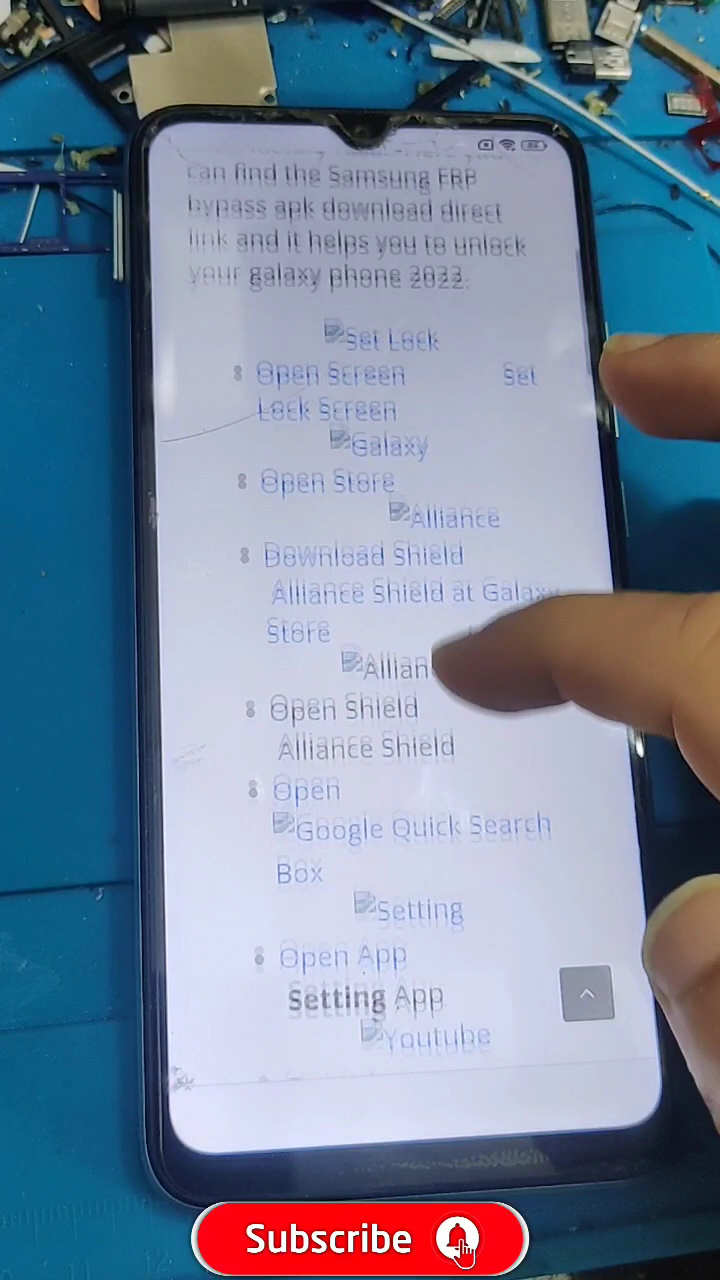 can find the Samsung FRP
bypass apk download direct
link and it helps you to unlock
your galaxy phone 2022.
Set Lock
Open Screen Set
Lock Screen
Galaxy
Open Store
Alliance
Download Shield
Alliance Shield at Galaxy
Store
Allian
Open Shield
Alliance Shield
Open
Google Quick Search
Box
Setting
Open App
Setting App
Youtube
Subscribe